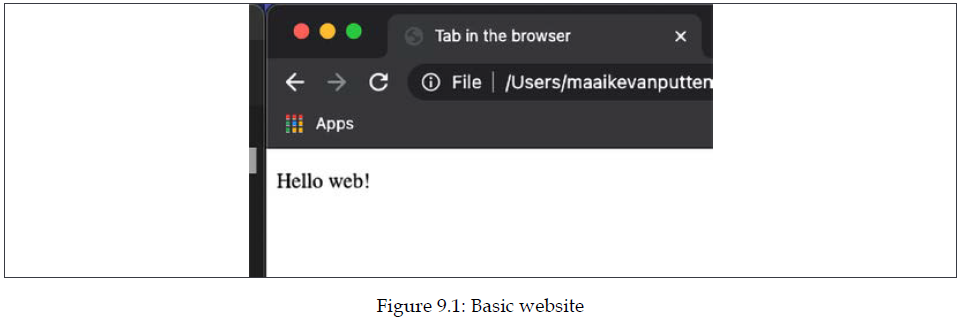 Tab in the browser
File | /Users/maaikevanputten
Apps
Hello web!
Figure 9.1: Basic website